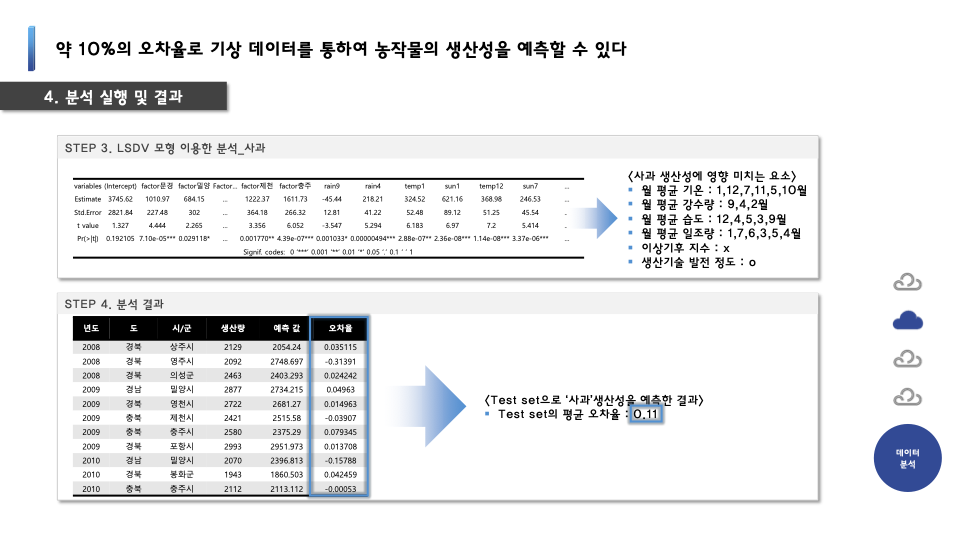 약 10%의 오차율로 기상 데이터를 통하여 농작물의 생산성을 예측할 수 있다
4. 분석 실행 및 결과
STEP 3. LSDV 모형 이용한 분석_사과
variables (Intercept) factor문경 factor밀양 Factor... factor제천 factor충주 rain9 rain4 temp1 sun1 temp12 sun7 ...
Estimate 3745.62 1010.97 684.15 ... 1222.37 1611.73 -45.44 218.21 324.52 621.16 368.98 246.53 ...
Std.Error 2821.84 227.48 302 ... 364.18 266.32 12.81 41.22 52.48 89.12 51.25 45.54 .
t value 1.327 4.444 2.265 ... 3.356 6.052 -3.547 5.294 6.183 6.97 7.2 5.414 .
Pr(>|t|) 0.192105 7.10e-05*** 0.029118* ... 0.001770** 4.39e-07*** 0.001033* 0.00000494*** 2.88e-07** 2.36e-08*** 1.14e-08*** 3.37e-06*** ...
Signif. codes: 0 '***' 0.001 '**' 0.01 '*' 0.05 '.' 0.1 ' ' 1
<사과 생산성에 영향 미치는 요소>
▪ 월 평균 기온 : 1,12,7,11,5,10월
▪ 월 평균 강수량 : 9,4,2월
▪ 월 평균 습도 : 12,4,5,3,9월
▪ 월 평균 일조량 : 1,7,6,3,5,4월
▪ 이상기후 지수 : x
▪ 생산기술 발전 정도 : o
STEP 4. 분석 결과
년도 도 시/군 생산량 예측 값 오차율
2008 경북 상주시 2129 2054.24 0.035115
2008 경북 영주시 2092 2748.697 -0.31391
2008 경북 의성군 2463 2403.293 0.024242
2009 경남 밀양시 2877 2734.215 0.04963
2009 경북 영천시 2722 2681.27 0.014963
2009 충북 제천시 2421 2515.58 -0.03907
2009 충북 충주시 2580 2375.29 0.079345
2009 경북 포항시 2993 2951.973 0.013708
2010 경남 밀양시 2070 2396.813 -0.15788
2010 경북 봉화군 1943 1860.503 0.042459
2010 충북 충주시 2112 2113.112 -0.00053
<Test set으로 '사과'생산성을 예측한 결과>
▪ Test set의 평균 오차율 : 0.11
데이터
분석